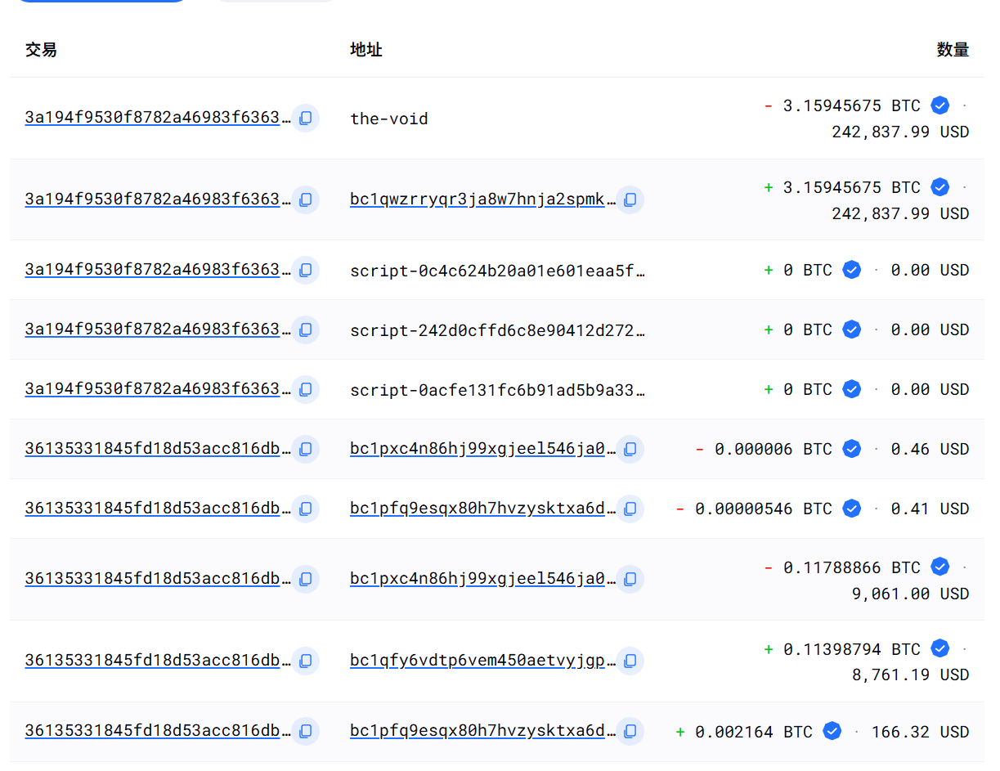 交易 地址 数量
3a194f9530f8782a46983f6363… the-void - 3.15945675 BTC ·
242,837.99 USD
3a194f9530f8782a46983f6363… bc1qwzrryqr3ja8w7hnja2spmk… + 3.15945675 BTC ·
242,837.99 USD
3a194f9530f8782a46983f6363… script-0c4c624b20a01e601eaa5f… + 0 BTC · 0.00 USD
3a194f9530f8782a46983f6363… script-242d0cffd6c8e90412d272… + 0 BTC · 0.00 USD
3a194f9530f8782a46983f6363… script-0acfe131fc6b91ad5b9a33… + 0 BTC · 0.00 USD
36135331845fd18d53acc816db… bc1pxc4n86hj99xgjeel546ja0… - 0.000006 BTC · 0.46 USD
36135331845fd18d53acc816db… bc1pfq9esqx80h7hvzysktxa6d… - 0.00000546 BTC · 0.41 USD
36135331845fd18d53acc816db… bc1pxc4n86hj99xgjeel546ja0… - 0.11788866 BTC ·
9,061.00 USD
36135331845fd18d53acc816db… bc1qfy6vdtp6vem450aetvyjgp… + 0.11398794 BTC ·
8,761.19 USD
36135331845fd18d53acc816db… bc1pfq9esqx80h7hvzysktxa6d… + 0.002164 BTC · 166.32 USD